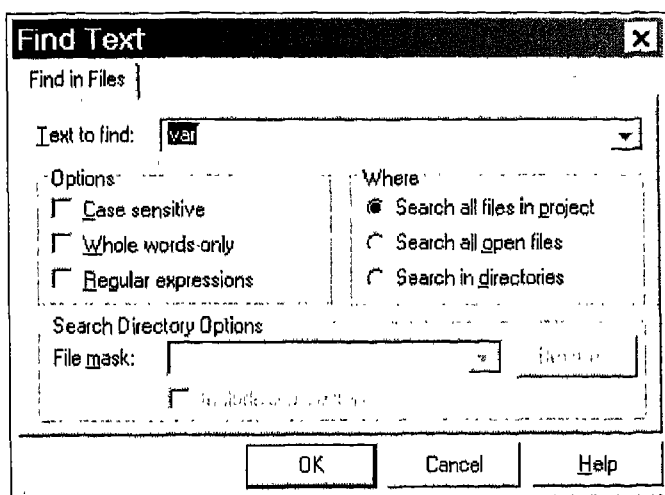 Find Text
Find in Files
Text to find: var
Options
Case sensitive
Whole words only
Regular expressions
Where
Search all files in project
Search all open files
Search in directories
Search Directory Options
File mask:
OK Cancel Help